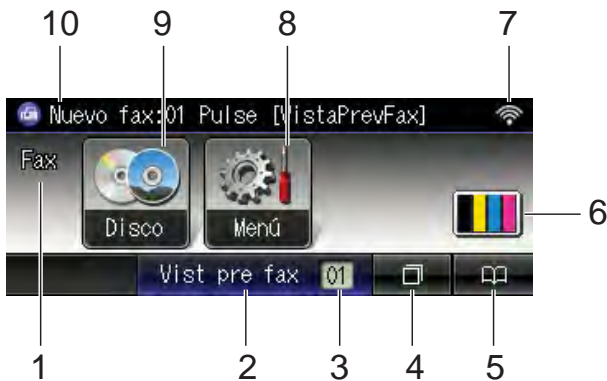 10 9 8 7
Nuevo fax:01 Pulse [VistaPrevFax]
Fax
Disco Menú
6
Vist pre fax 01
1 2 3 4 5